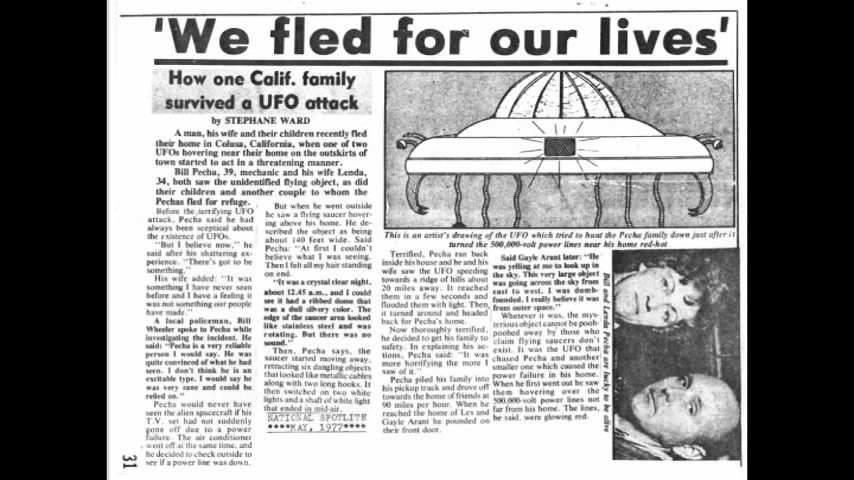 'We fled for our lives'
How one Calif. family
survived a UFO attack
by STEPHANE WARD
A man, his wife and their children recently fled
their home in Colusa, California, when one of two
UFOs hovering near their home on the outskirts of
town started to act in a threatening manner.
Bill Pecha, 39, mechanic and his wife Lenda,
34, both saw the unidentified flying object, as did
their children and another couple to whom the
Pechas fled for refuge.
Before the terrifying UFO
attack, Pecha said he had
always been sceptical about
the existence of UFOs.
"But I believe now," he
said after his shattering ex-
perience. "There's got to be
something."
His wife added: "It was
something I have never seen
before and I have a feeling it
was not something our people
have made."
A local policeman, Bill
Wheeler spoke to Pecha while
investigating the incident. He
said: "Pecha is a very reliable
person I would say. He was
quite convinced of what he had
seen. I don't think he is an
excitable type. I would say he
was very sane and could be
relied on."
Pecha would never have
seen the alien spacecraft if his
T.V. set had not suddenly
gone off due to a power
failure. The air conditioner
went off at the same time, and
he decided to check outside to
see if a power line was down.
31
But when he went outside
he saw a flying saucer hover-
ing above his home. He de-
scribed the object as being
about 140 feet wide. Said
Pecha: "At first I couldn't
believe what I was seeing.
Then I felt all my hair standing
on end.
"It was a crystal clear night,
about 12.45 a.m., and I could
see it had a ribbed dome that
was a dull silvery color. The
edge of the saucer area looked
like stainless steel and was
rotating. But there was no
sound."
Then, Pecha says, the
saucer started moving away,
retracting six dangling objects
that looked like metallic cables
along with two long hooks. It
then switched on two white
lights and a shaft of white light
that ended in mid-air.
NATIONAL SPOTLITE
****MAY, 1977****
This is an artist's drawing of the UFO which tried to hunt the Pecha family down just after it
turned the 500,000-volt power lines near his home red-hot
Terrified, Pecha ran back
inside his house and he and his
wife saw the UFO speeding
towards a ridge of hills about
20 miles away. It reached
them in a few seconds and
flooded them with light. Then,
it turned around and headed
back for Pecha's home.
Now thoroughly terrified,
he decided to get his family to
safety. In explaining his ac-
tions, Pecha said: "It was
more horrifying the more I
saw of it."
Pecha piled his family into
his pickup truck and drove off
towards the home of friends at
90 miles per hour. When he
reached the home of Les and
Gayle Arant he pounded on
their front door.
Said Gayle Arant later: "He
was yelling at me to look up in
the sky. This very large object
was going across the sky from
east to west. I was dumb-
founded. I really believe it was
from outer space."
Whatever it was, the mys-
terious object cannot be pooh-
poohed away by those who
claim flying saucers don't
exist. It was the UFO that
chased Pecha and another
smaller one which caused the
power failure in his home.
When he first went out he saw
them hovering over the
500,000-volt power lines not
far from his home. The lines,
he said, were glowing red.
Bill and Lenda Pecha are lucky to be alive